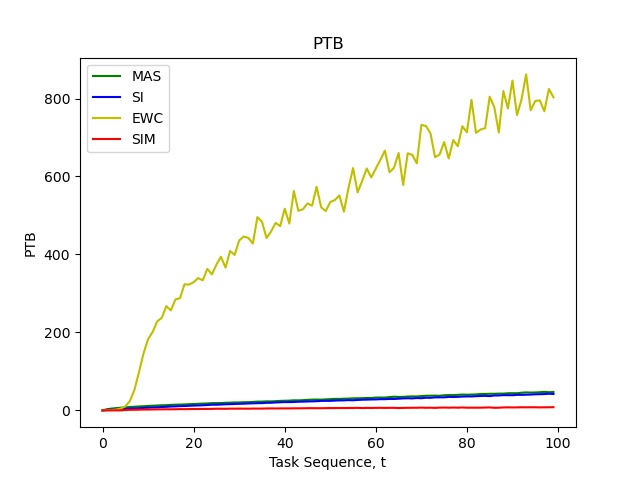 PTB
MAS
SI
EWC
SIM
800
600
400
200
0
PTB
0 20 40 60 80 100
Task Sequence, t